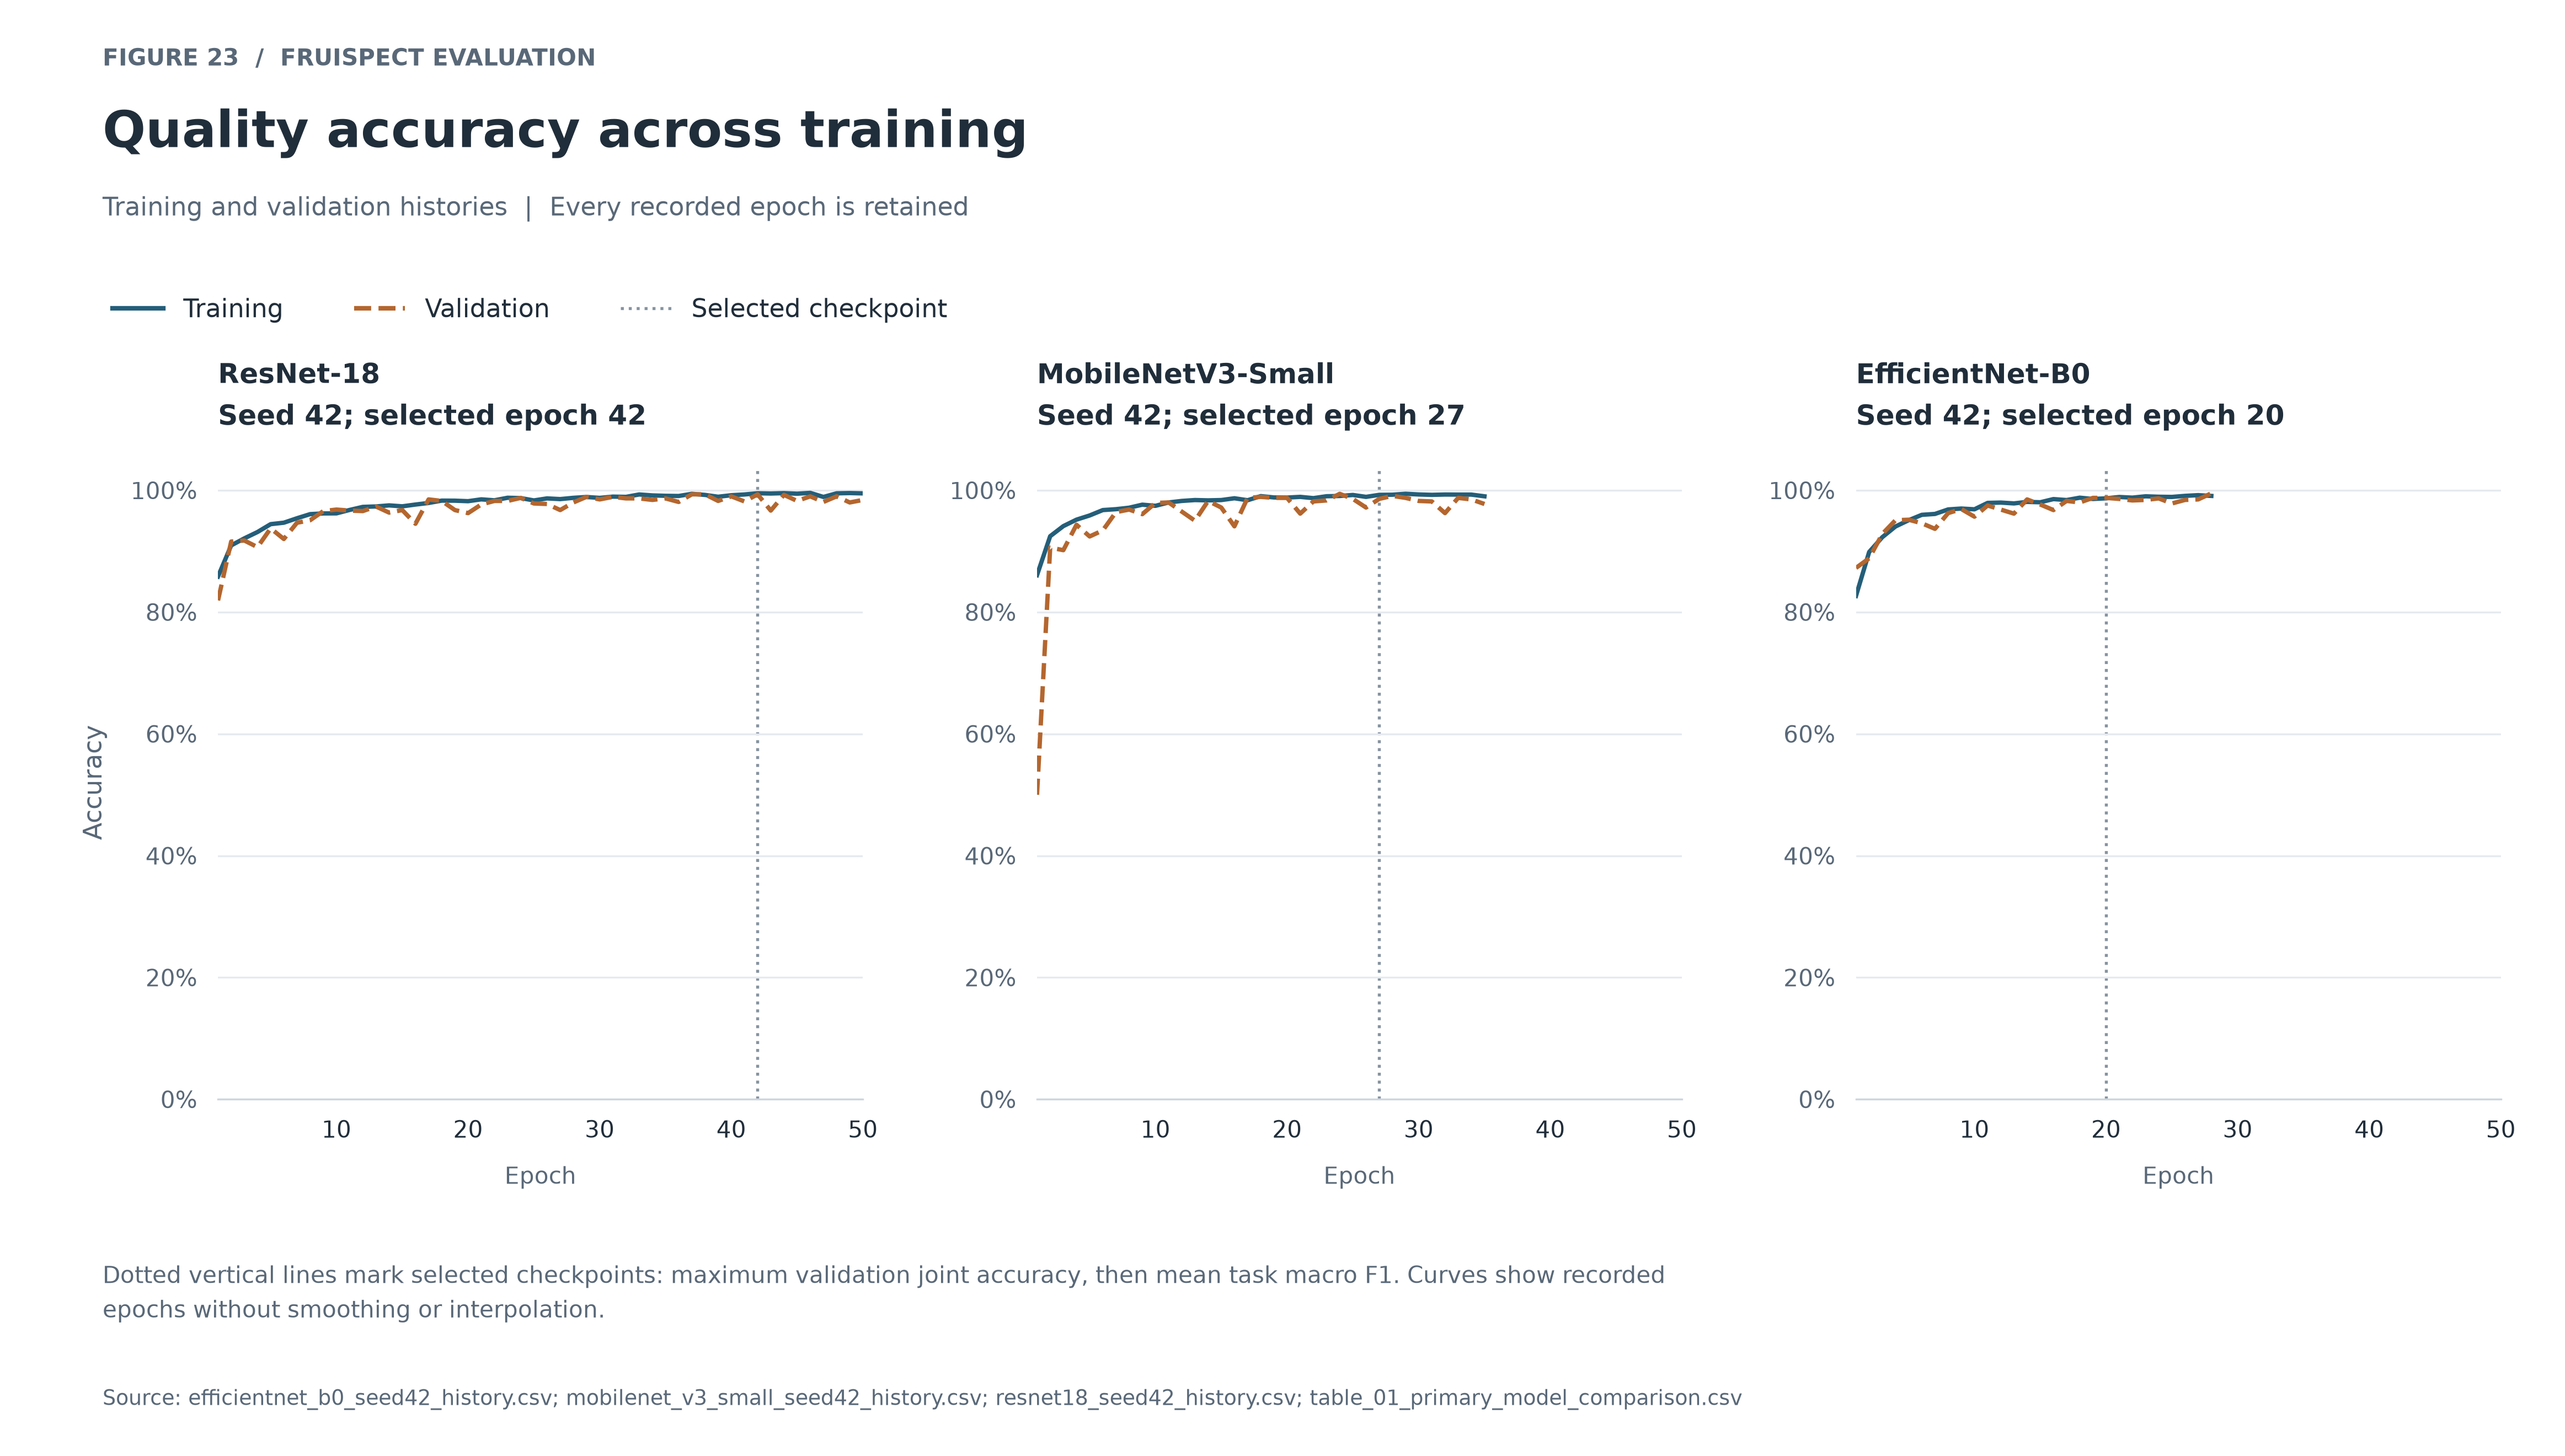 FIGURE 23 / FRUISPECT EVALUATION
Quality accuracy across training
Training and validation histories | Every recorded epoch is retained
Training Validation Selected checkpoint
ResNet-18
Seed 42; selected epoch 42
100%
80%
60%
40%
20%
0%
Accuracy
10 20 30 40 50
Epoch
MobileNetV3-Small
Seed 42; selected epoch 27
100%
80%
60%
40%
20%
0%
10 20 30 40 50
Epoch
EfficientNet-B0
Seed 42; selected epoch 20
100%
80%
60%
40%
20%
0%
10 20 30 40 50
Epoch
Dotted vertical lines mark selected checkpoints: maximum validation joint accuracy, then mean task macro F1. Curves show recorded
epochs without smoothing or interpolation.
Source: efficientnet_b0_seed42_history.csv; mobilenet_v3_small_seed42_history.csv; resnet18_seed42_history.csv; table_01_primary_model_comparison.csv